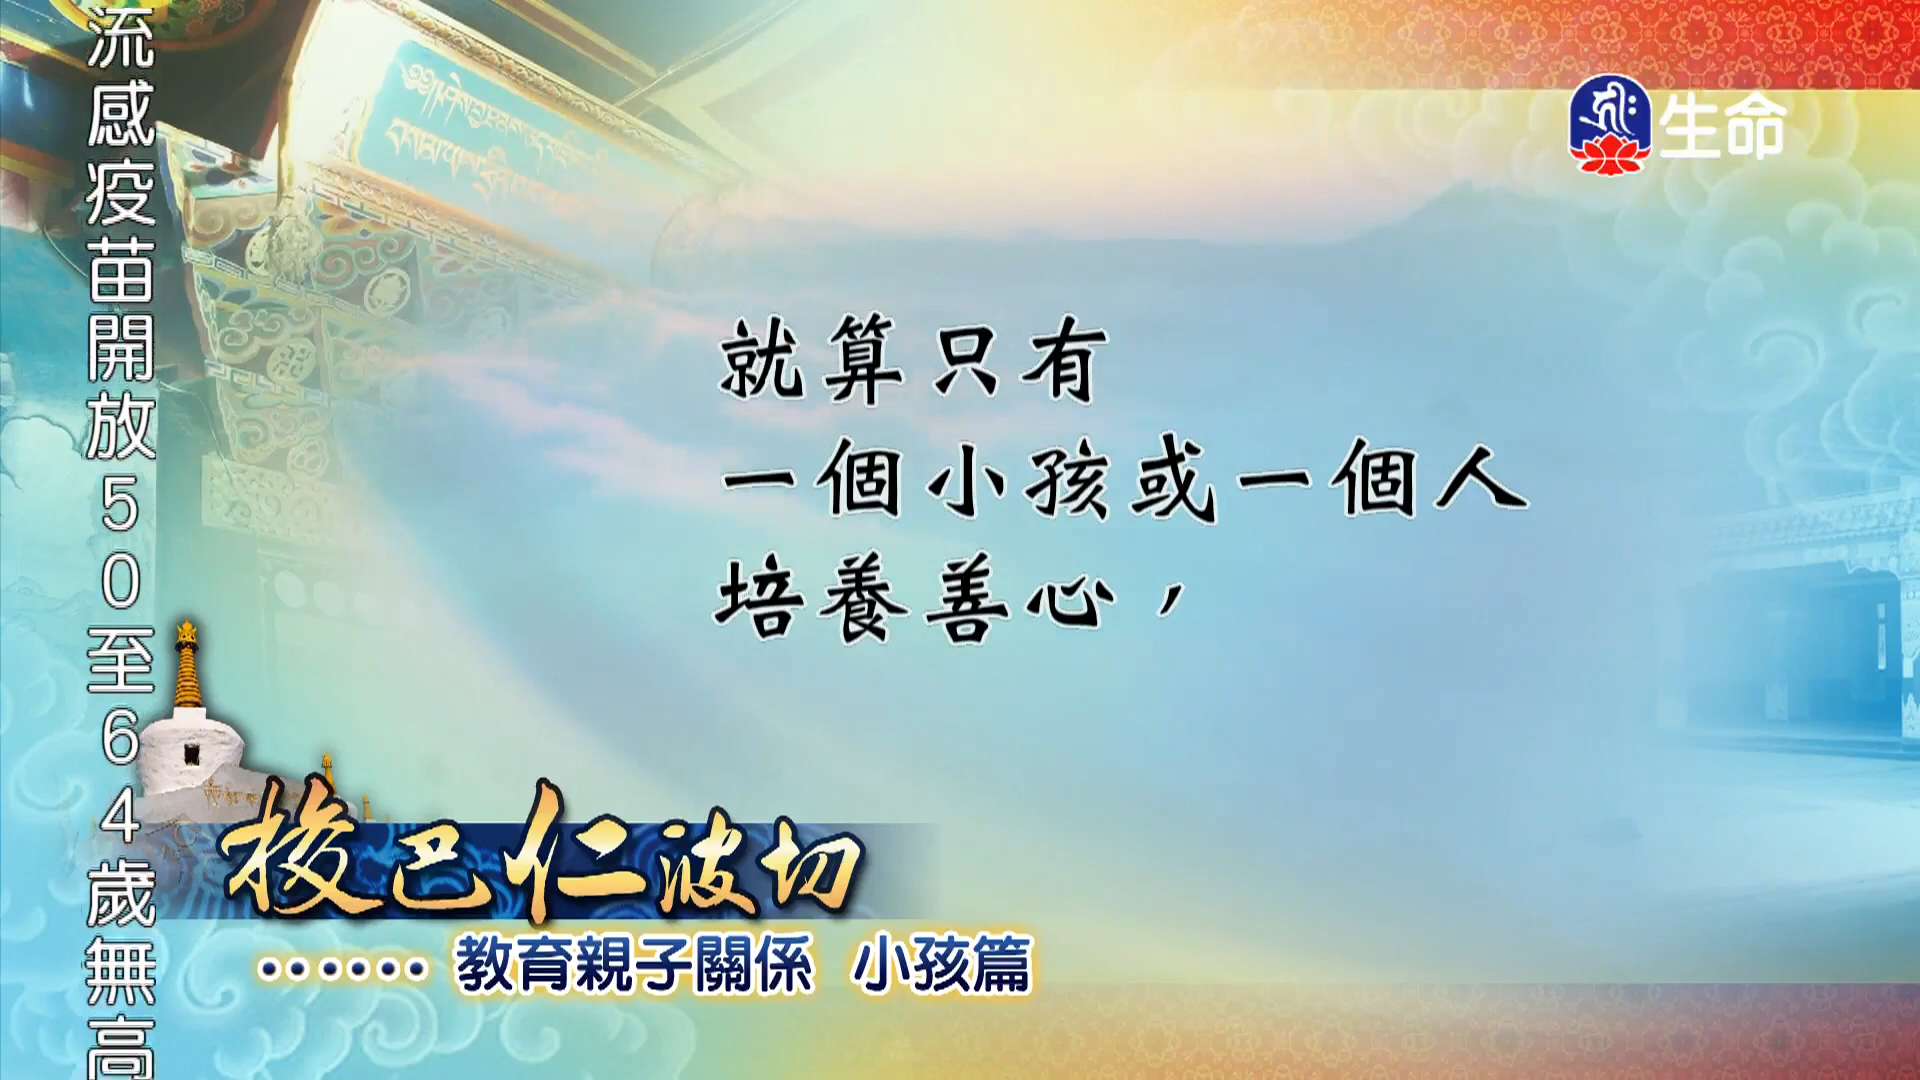 生命
就算只有
一個小孩或一個人
培養善心，
梭巴仁波切
…… 教育親子關係 小孩篇
流感疫苗開放50至64歲無高